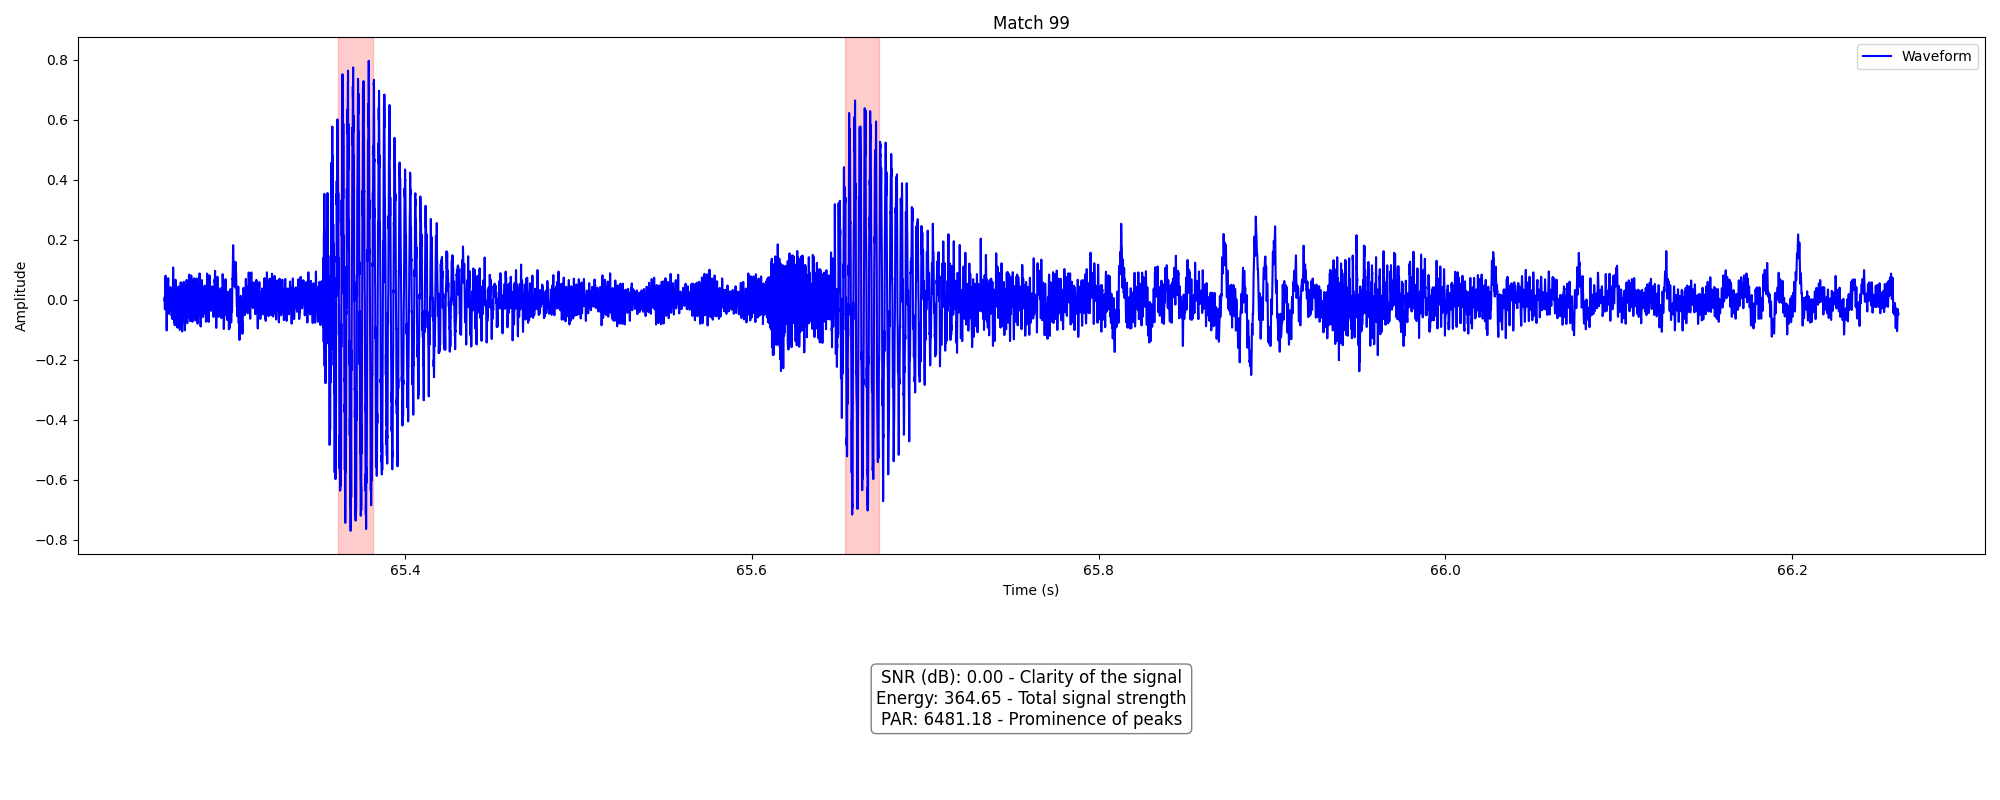 Match 99
Waveform
Amplitude
0.8
0.6
0.4
0.2
0.0
−0.2
−0.4
−0.6
−0.8
65.4 65.6 65.8 66.0 66.2
Time (s)
SNR (dB): 0.00 - Clarity of the signal
Energy: 364.65 - Total signal strength
PAR: 6481.18 - Prominence of peaks